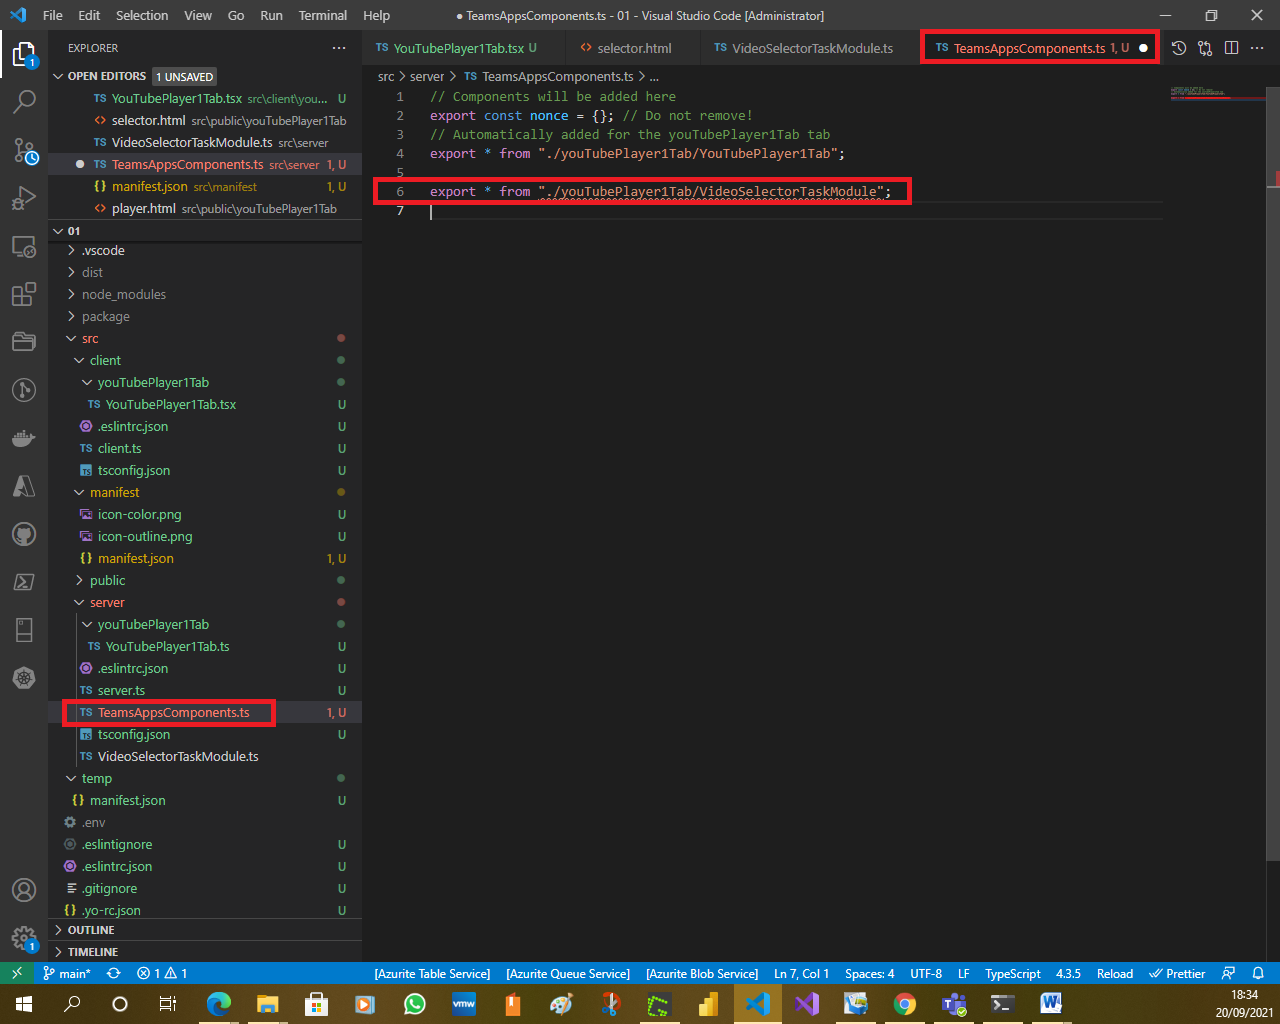 File Edit Selection View Go Run Terminal Help
● TeamsAppsComponents.ts - 01 - Visual Studio Code [Administrator]
EXPLORER
OPEN EDITORS 1 UNSAVED
TS YouTubePlayer1Tab.tsx src\client\you... U
<> selector.html src\public\youTubePlayer1Tab
TS VideoSelectorTaskModule.ts src\server
● TS TeamsAppsComponents.ts src\server 1, U
{} manifest.json src\manifest 1, U
<> player.html src\public\youTubePlayer1Tab
01
.vscode
dist
node_modules
package
src
client
youTubePlayer1Tab
TS YouTubePlayer1Tab.tsx U
.eslintrc.json U
TS client.ts U
TS tsconfig.json U
manifest
icon-color.png U
icon-outline.png U
{} manifest.json 1, U
public
server
youTubePlayer1Tab
TS YouTubePlayer1Tab.ts U
.eslintrc.json U
TS server.ts U
TS TeamsAppsComponents.ts 1, U
TS tsconfig.json U
TS VideoSelectorTaskModule.ts
temp
{} manifest.json U
.env
.eslintignore U
.eslintrc.json U
.gitignore U
{} .yo-rc.json U
OUTLINE
TIMELINE
1
1
TS YouTubePlayer1Tab.tsx U
<> selector.html
TS VideoSelectorTaskModule.ts
TS TeamsAppsComponents.ts 1, U ●
src > server > TS TeamsAppsComponents.ts > ...
1 // Components will be added here
2 export const nonce = {}; // Do not remove!
3 // Automatically added for the youTubePlayer1Tab tab
4 export * from "./youTubePlayer1Tab/YouTubePlayer1Tab";
5
6 export * from "./youTubePlayer1Tab/VideoSelectorTaskModule";
7
main* 1 1 [Azurite Table Service] [Azurite Queue Service] [Azurite Blob Service] Ln 7, Col 1 Spaces: 4 UTF-8 LF TypeScript 4.3.5 Reload Prettier
vmw
18:34
20/09/2021